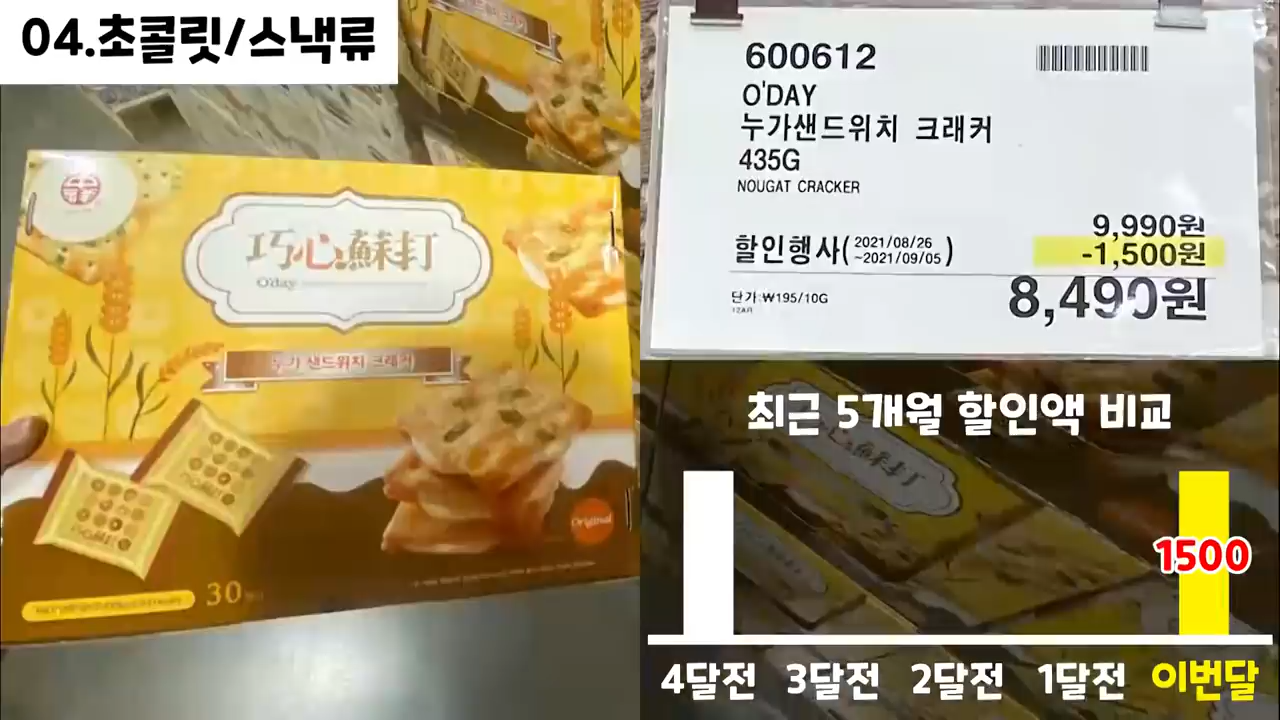 04.초콜릿/스낵류
巧心蘇打
O'day
누가 샌드위치 크래커
Original
30
600612
O'DAY
누가샌드위치 크래커
435G
NOUGAT CRACKER
9,990원
할인행사( 2021/08/26 ~2021/09/05 ) -1,500원
단가:₩195/10G
8,490원
최근 5개월 할인액 비교
1500
4달전 3달전 2달전 1달전 이번달